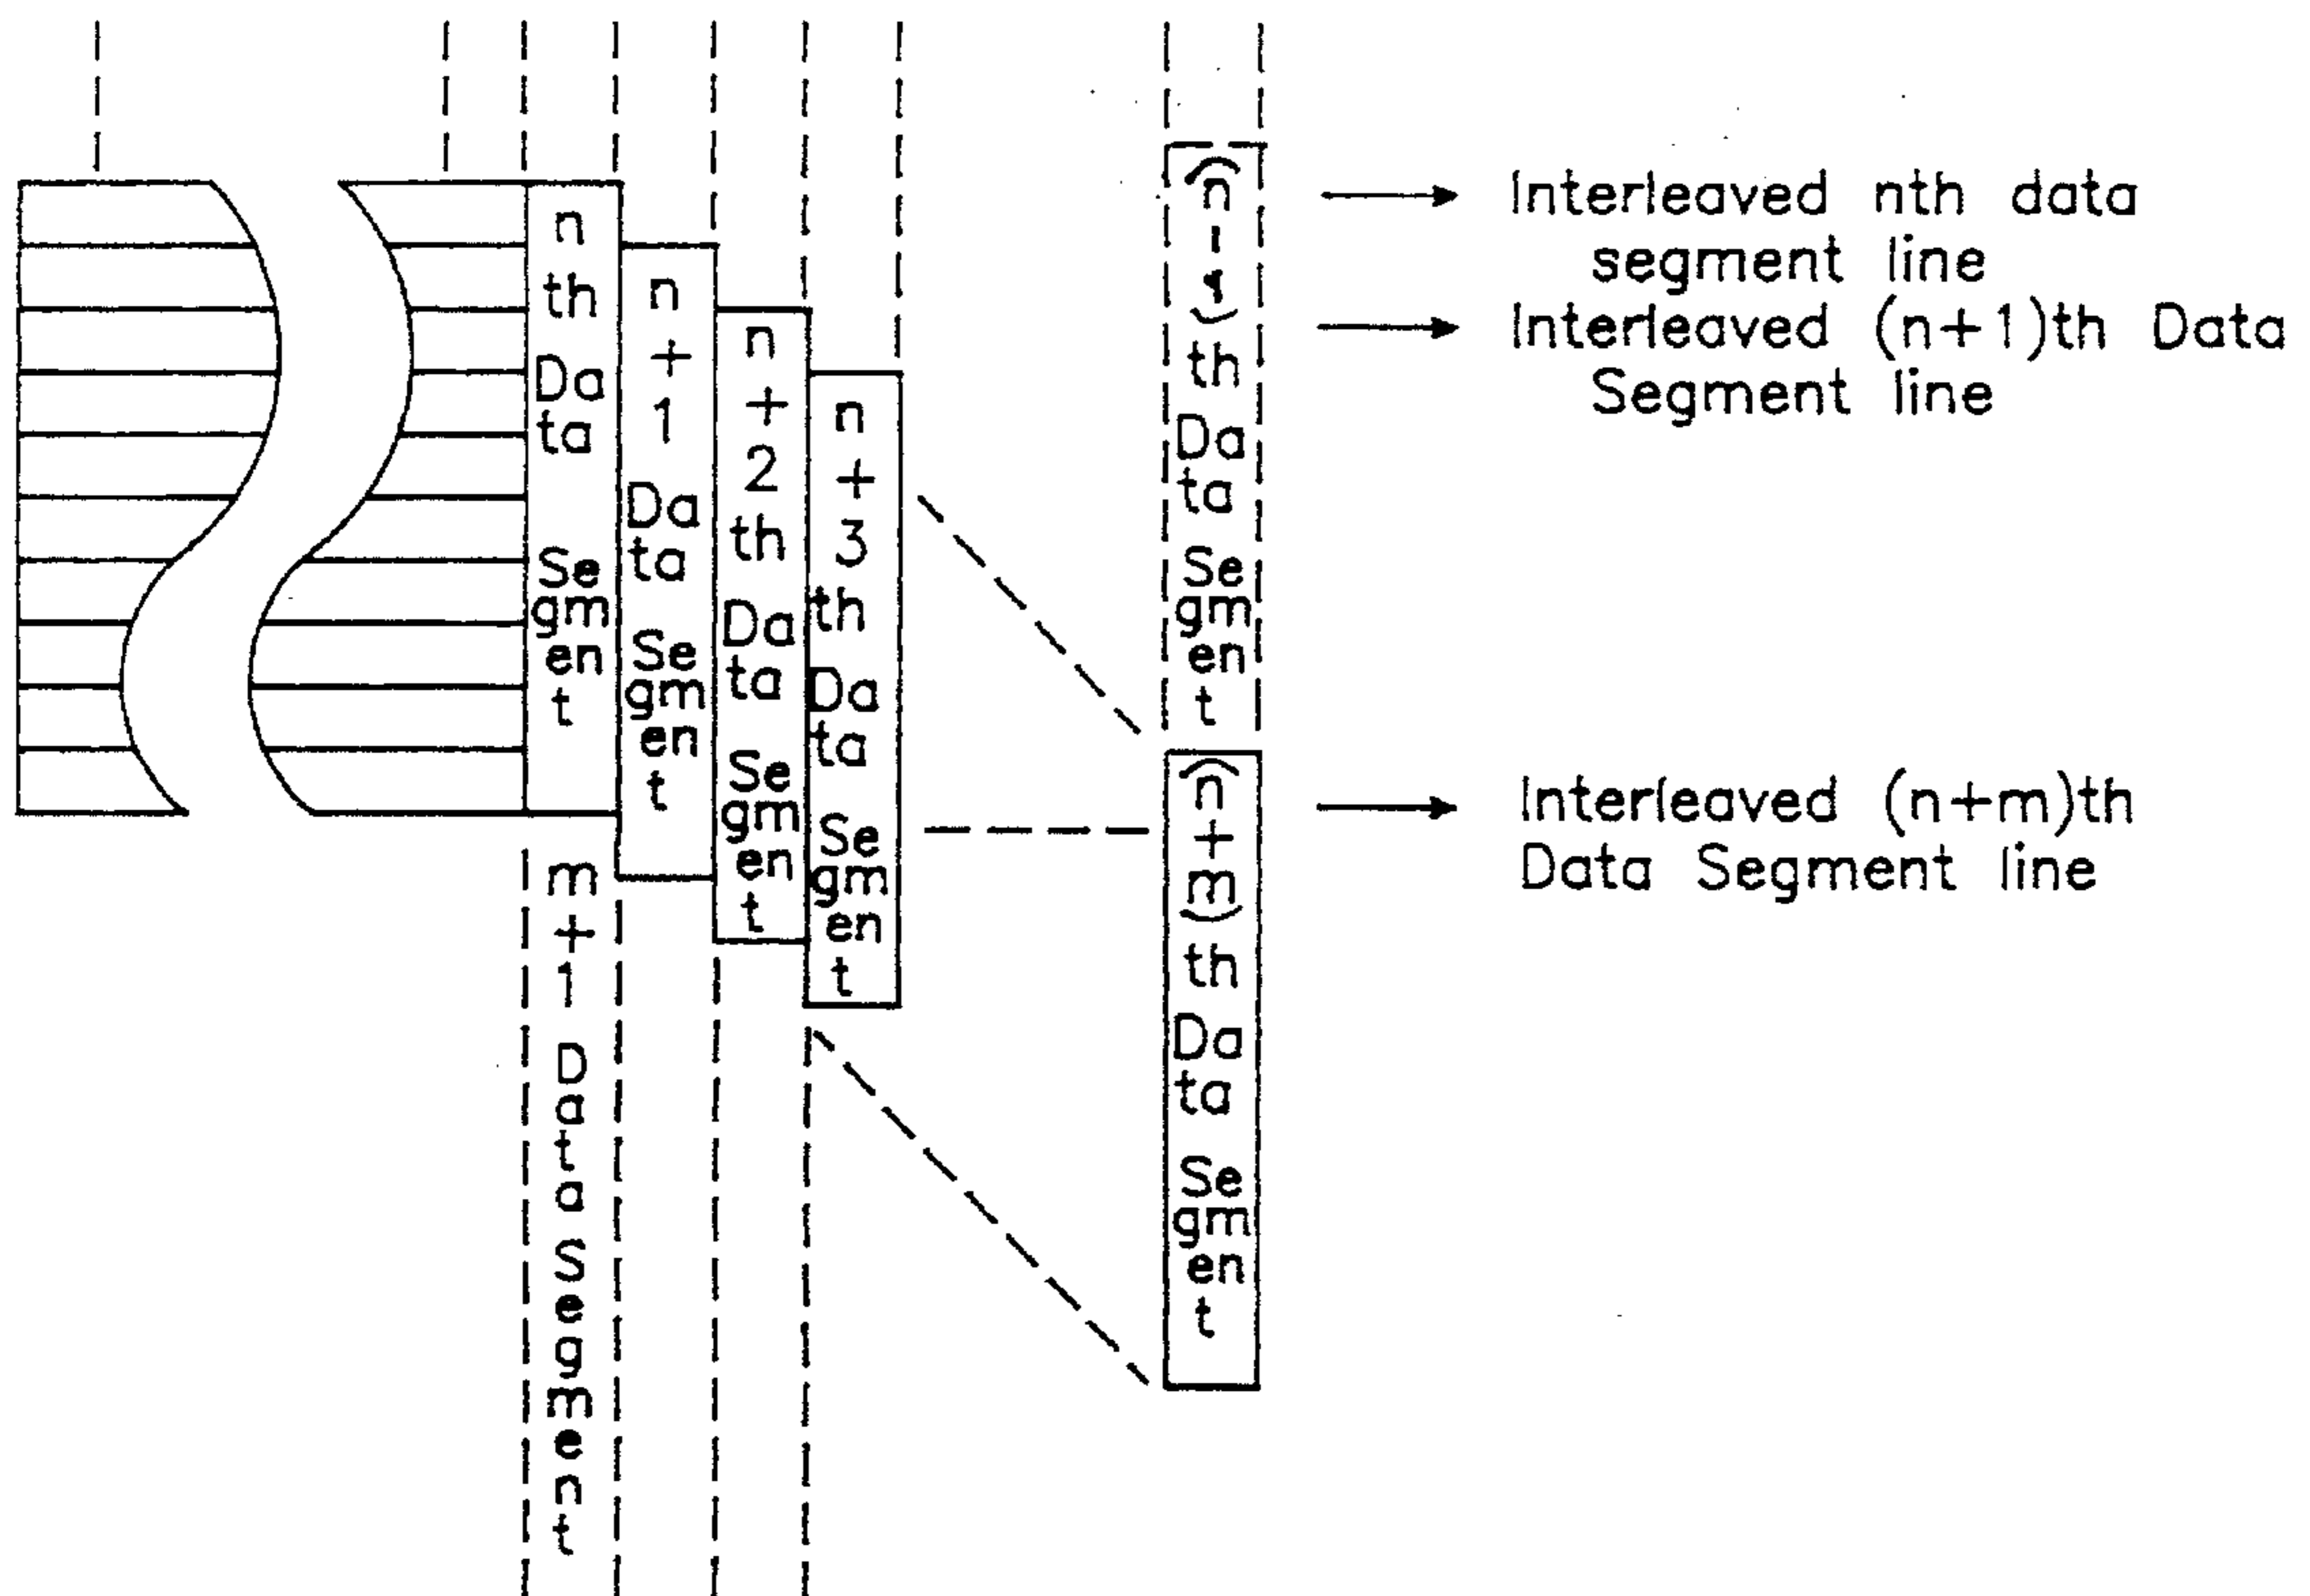 n
th
Da
ta
Se
gm
en
t
n
+
1
Da
ta
Se
gm
en
t
n
+
2
th
Da
ta
Se
gm
en
t
n
+
3
th
Da
ta
Se
gm
en
t
m
+
1
D
a
t
a
S
e
g
m
e
n
t
(
n
-
1
)
th
Da
ta
Se
gm
en
t
(
n
+
m
)
th
Da
ta
Se
gm
en
t
Interleaved nth data
segment line
Interleaved (n+1)th Data
Segment line
Interleaved (n+m)th
Data Segment line